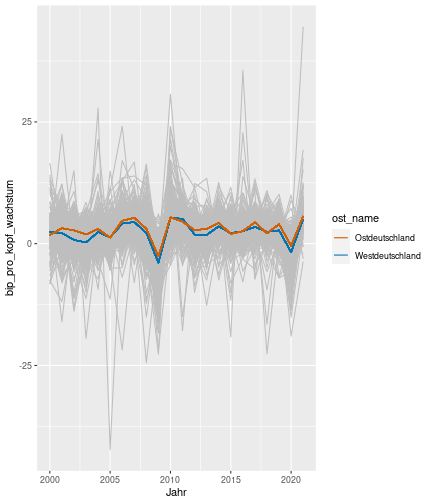 25
0
-25
bip_pro_kopf_wachstum
2000
2005
2010
2015
2020
Jahr
ost_name
Ostdeutschland
Westdeutschland